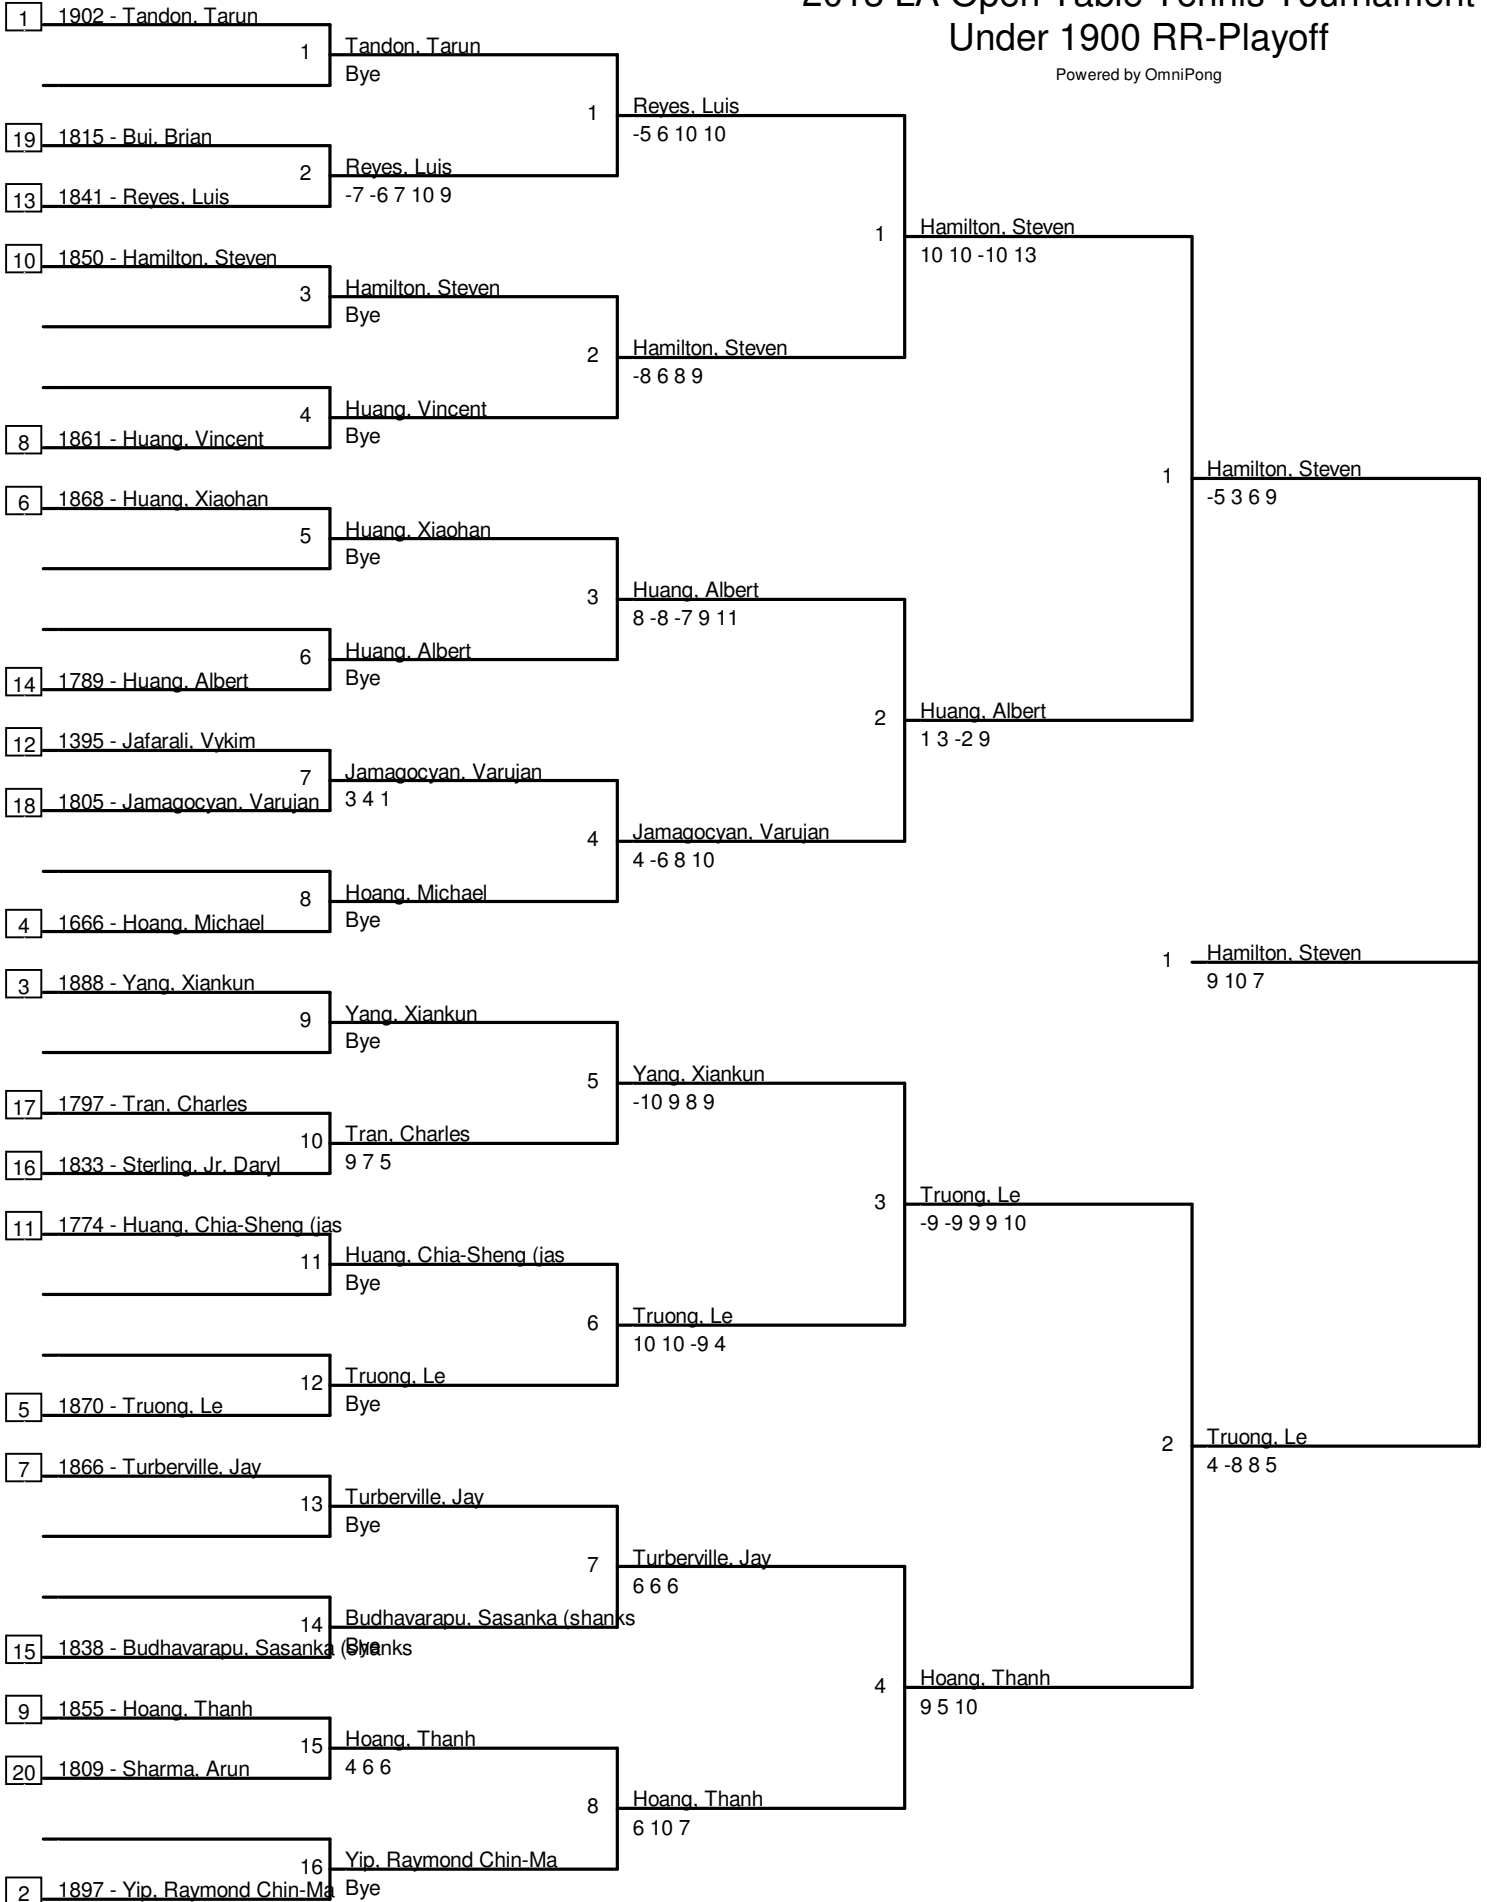 2018 LA Open Table Tennis Tournament
Under 1900 RR-Playoff
Powered by OmniPong
1 1902 - Tandon, Tarun
1 Tandon, Tarun
Bye
1 Reyes, Luis
-5 6 10 10
19 1815 - Bui, Brian
2 Reyes, Luis
-7 -6 7 10 9
13 1841 - Reyes, Luis
1 Hamilton, Steven
10 10 -10 13
10 1850 - Hamilton, Steven
3 Hamilton, Steven
Bye
2 Hamilton, Steven
-8 6 8 9
4 Huang, Vincent
Bye
8 1861 - Huang, Vincent
1 Hamilton, Steven
-5 3 6 9
6 1868 - Huang, Xiaohan
5 Huang, Xiaohan
Bye
3 Huang, Albert
8 -8 -7 9 11
6 Huang, Albert
Bye
14 1789 - Huang, Albert
2 Huang, Albert
1 3 -2 9
12 1395 - Jafarali, Vykim
7 Jamagocyan, Varujan
3 4 1
18 1805 - Jamagocyan, Varujan
4 Jamagocyan, Varujan
4 -6 8 10
8 Hoang, Michael
Bye
4 1666 - Hoang, Michael
1 Hamilton, Steven
9 10 7
3 1888 - Yang, Xiankun
9 Yang, Xiankun
Bye
5 Yang, Xiankun
-10 9 8 9
17 1797 - Tran, Charles
10 Tran, Charles
9 7 5
16 1833 - Sterling, Jr, Daryl
3 Truong, Le
-9 -9 9 9 10
11 1774 - Huang, Chia-Sheng (jas
11 Huang, Chia-Sheng (jas
Bye
6 Truong, Le
10 10 -9 4
12 Truong, Le
Bye
5 1870 - Truong, Le
2 Truong, Le
4 -8 8 5
7 1866 - Turberville, Jay
13 Turberville, Jay
Bye
7 Turberville, Jay
6 6 6
14 Budhavarapu, Sasanka (shanks
Bye
15 1838 - Budhavarapu, Sasanka (shanks
4 Hoang, Thanh
9 5 10
9 1855 - Hoang, Thanh
15 Hoang, Thanh
4 6 6
20 1809 - Sharma, Arun
8 Hoang, Thanh
6 10 7
16 Yip, Raymond Chin-Ma
Bye
2 1897 - Yip, Raymond Chin-Ma